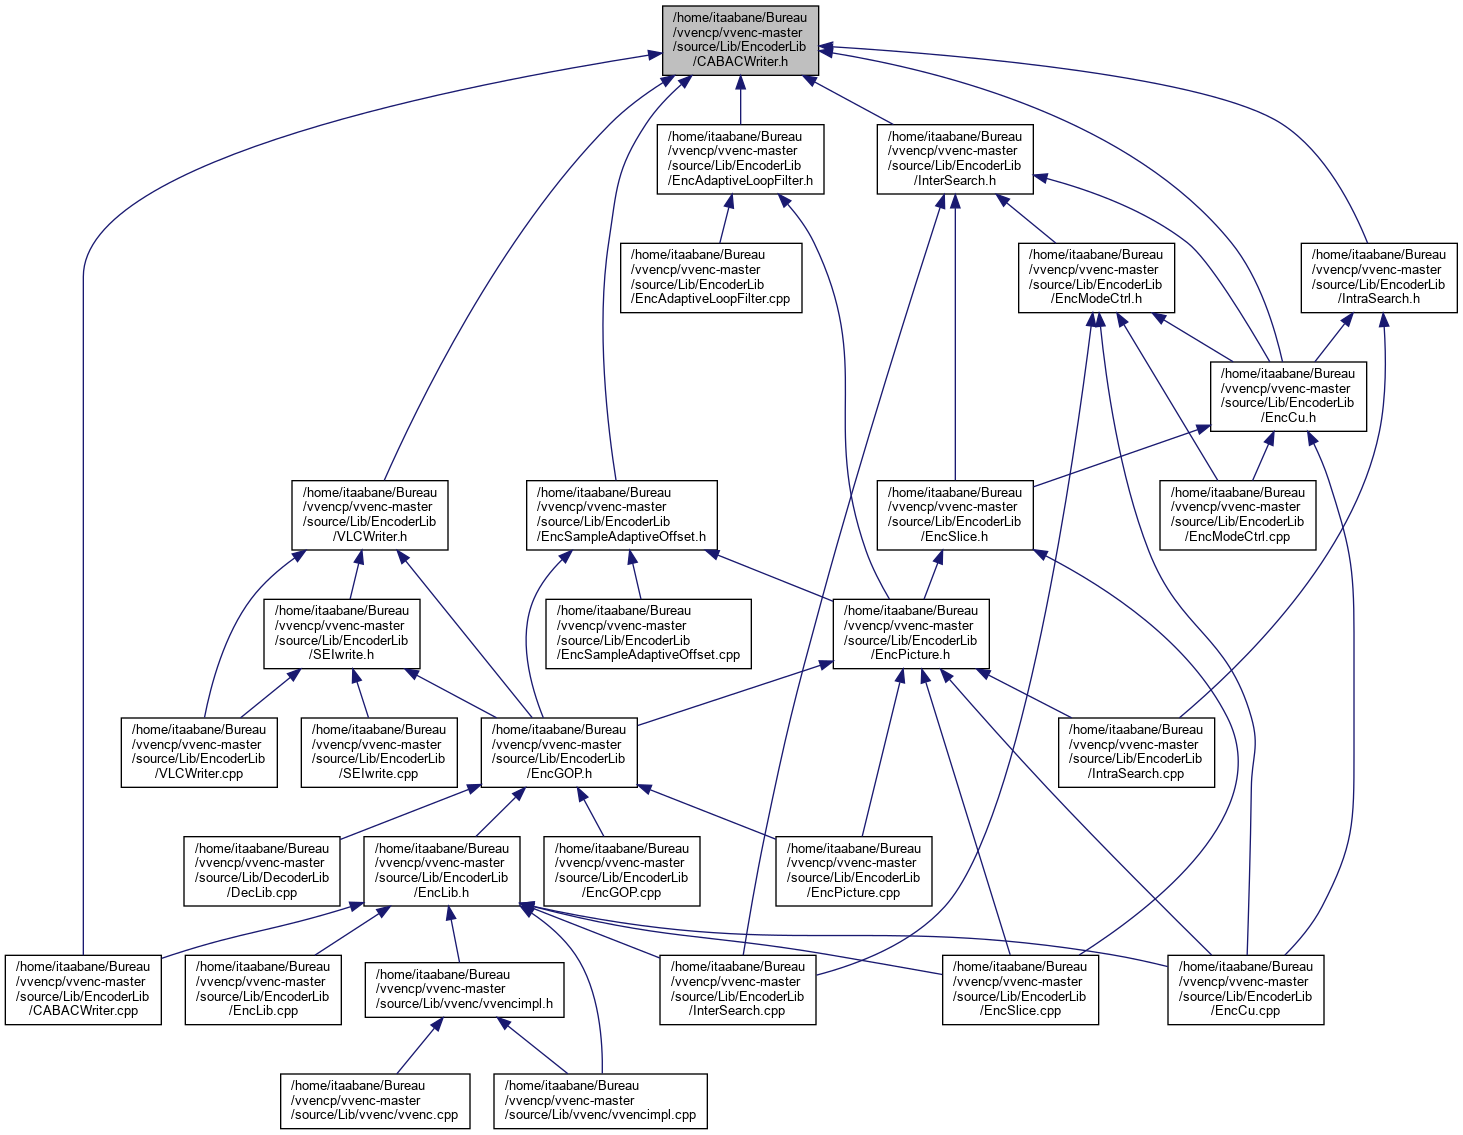 /home/itaabane/Bureau
/vvencp/vvenc-master
/source/Lib/EncoderLib
/CABACWriter.h
/home/itaabane/Bureau
/vvencp/vvenc-master
/source/Lib/EncoderLib
/EncAdaptiveLoopFilter.h
/home/itaabane/Bureau
/vvencp/vvenc-master
/source/Lib/EncoderLib
/InterSearch.h
/home/itaabane/Bureau
/vvencp/vvenc-master
/source/Lib/EncoderLib
/EncAdaptiveLoopFilter.cpp
/home/itaabane/Bureau
/vvencp/vvenc-master
/source/Lib/EncoderLib
/EncModeCtrl.h
/home/itaabane/Bureau
/vvencp/vvenc-master
/source/Lib/EncoderLib
/IntraSearch.h
/home/itaabane/Bureau
/vvencp/vvenc-master
/source/Lib/EncoderLib
/EncCu.h
/home/itaabane/Bureau
/vvencp/vvenc-master
/source/Lib/EncoderLib
/VLCWriter.h
/home/itaabane/Bureau
/vvencp/vvenc-master
/source/Lib/EncoderLib
/EncSampleAdaptiveOffset.h
/home/itaabane/Bureau
/vvencp/vvenc-master
/source/Lib/EncoderLib
/EncSlice.h
/home/itaabane/Bureau
/vvencp/vvenc-master
/source/Lib/EncoderLib
/EncModeCtrl.cpp
/home/itaabane/Bureau
/vvencp/vvenc-master
/source/Lib/EncoderLib
/SEIwrite.h
/home/itaabane/Bureau
/vvencp/vvenc-master
/source/Lib/EncoderLib
/EncSampleAdaptiveOffset.cpp
/home/itaabane/Bureau
/vvencp/vvenc-master
/source/Lib/EncoderLib
/EncPicture.h
/home/itaabane/Bureau
/vvencp/vvenc-master
/source/Lib/EncoderLib
/VLCWriter.cpp
/home/itaabane/Bureau
/vvencp/vvenc-master
/source/Lib/EncoderLib
/SEIwrite.cpp
/home/itaabane/Bureau
/vvencp/vvenc-master
/source/Lib/EncoderLib
/EncGOP.h
/home/itaabane/Bureau
/vvencp/vvenc-master
/source/Lib/EncoderLib
/IntraSearch.cpp
/home/itaabane/Bureau
/vvencp/vvenc-master
/source/Lib/DecoderLib
/DecLib.cpp
/home/itaabane/Bureau
/vvencp/vvenc-master
/source/Lib/EncoderLib
/EncLib.h
/home/itaabane/Bureau
/vvencp/vvenc-master
/source/Lib/EncoderLib
/EncGOP.cpp
/home/itaabane/Bureau
/vvencp/vvenc-master
/source/Lib/EncoderLib
/EncPicture.cpp
/home/itaabane/Bureau
/vvencp/vvenc-master
/source/Lib/EncoderLib
/CABACWriter.cpp
/home/itaabane/Bureau
/vvencp/vvenc-master
/source/Lib/EncoderLib
/EncLib.cpp
/home/itaabane/Bureau
/vvencp/vvenc-master
/source/Lib/vvenc/vvencimpl.h
/home/itaabane/Bureau
/vvencp/vvenc-master
/source/Lib/EncoderLib
/InterSearch.cpp
/home/itaabane/Bureau
/vvencp/vvenc-master
/source/Lib/EncoderLib
/EncSlice.cpp
/home/itaabane/Bureau
/vvencp/vvenc-master
/source/Lib/EncoderLib
/EncCu.cpp
/home/itaabane/Bureau
/vvencp/vvenc-master
/source/Lib/vvenc/vvenc.cpp
/home/itaabane/Bureau
/vvencp/vvenc-master
/source/Lib/vvenc/vvencimpl.cpp